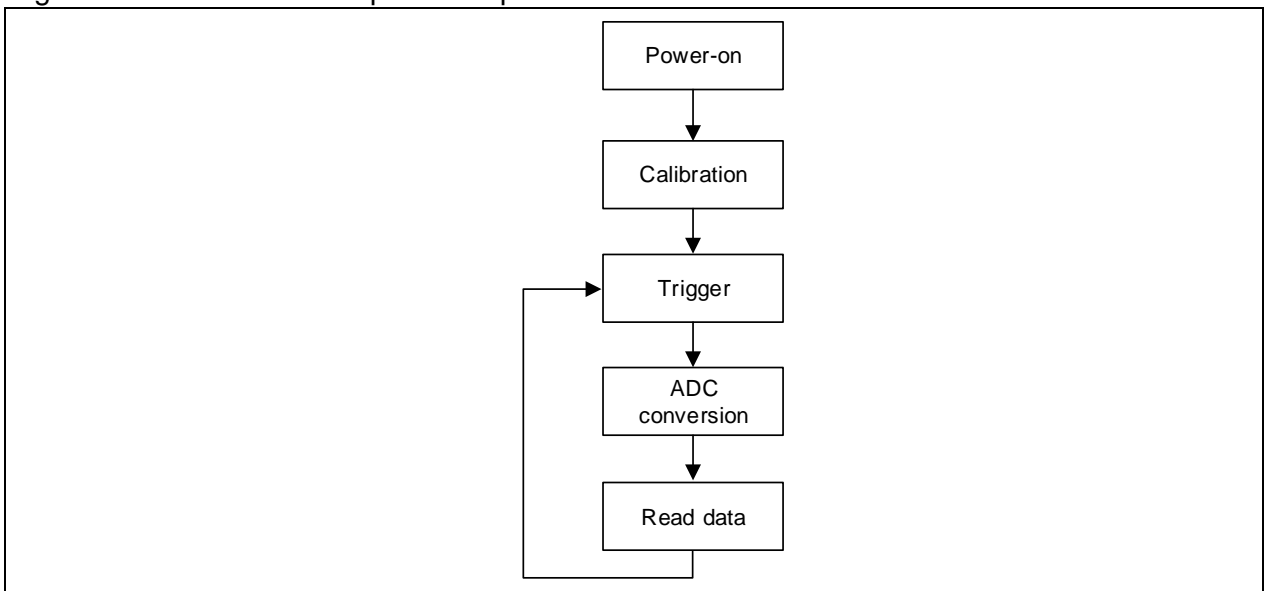 Power-on
Calibration
Trigger
ADC
conversion
Read data